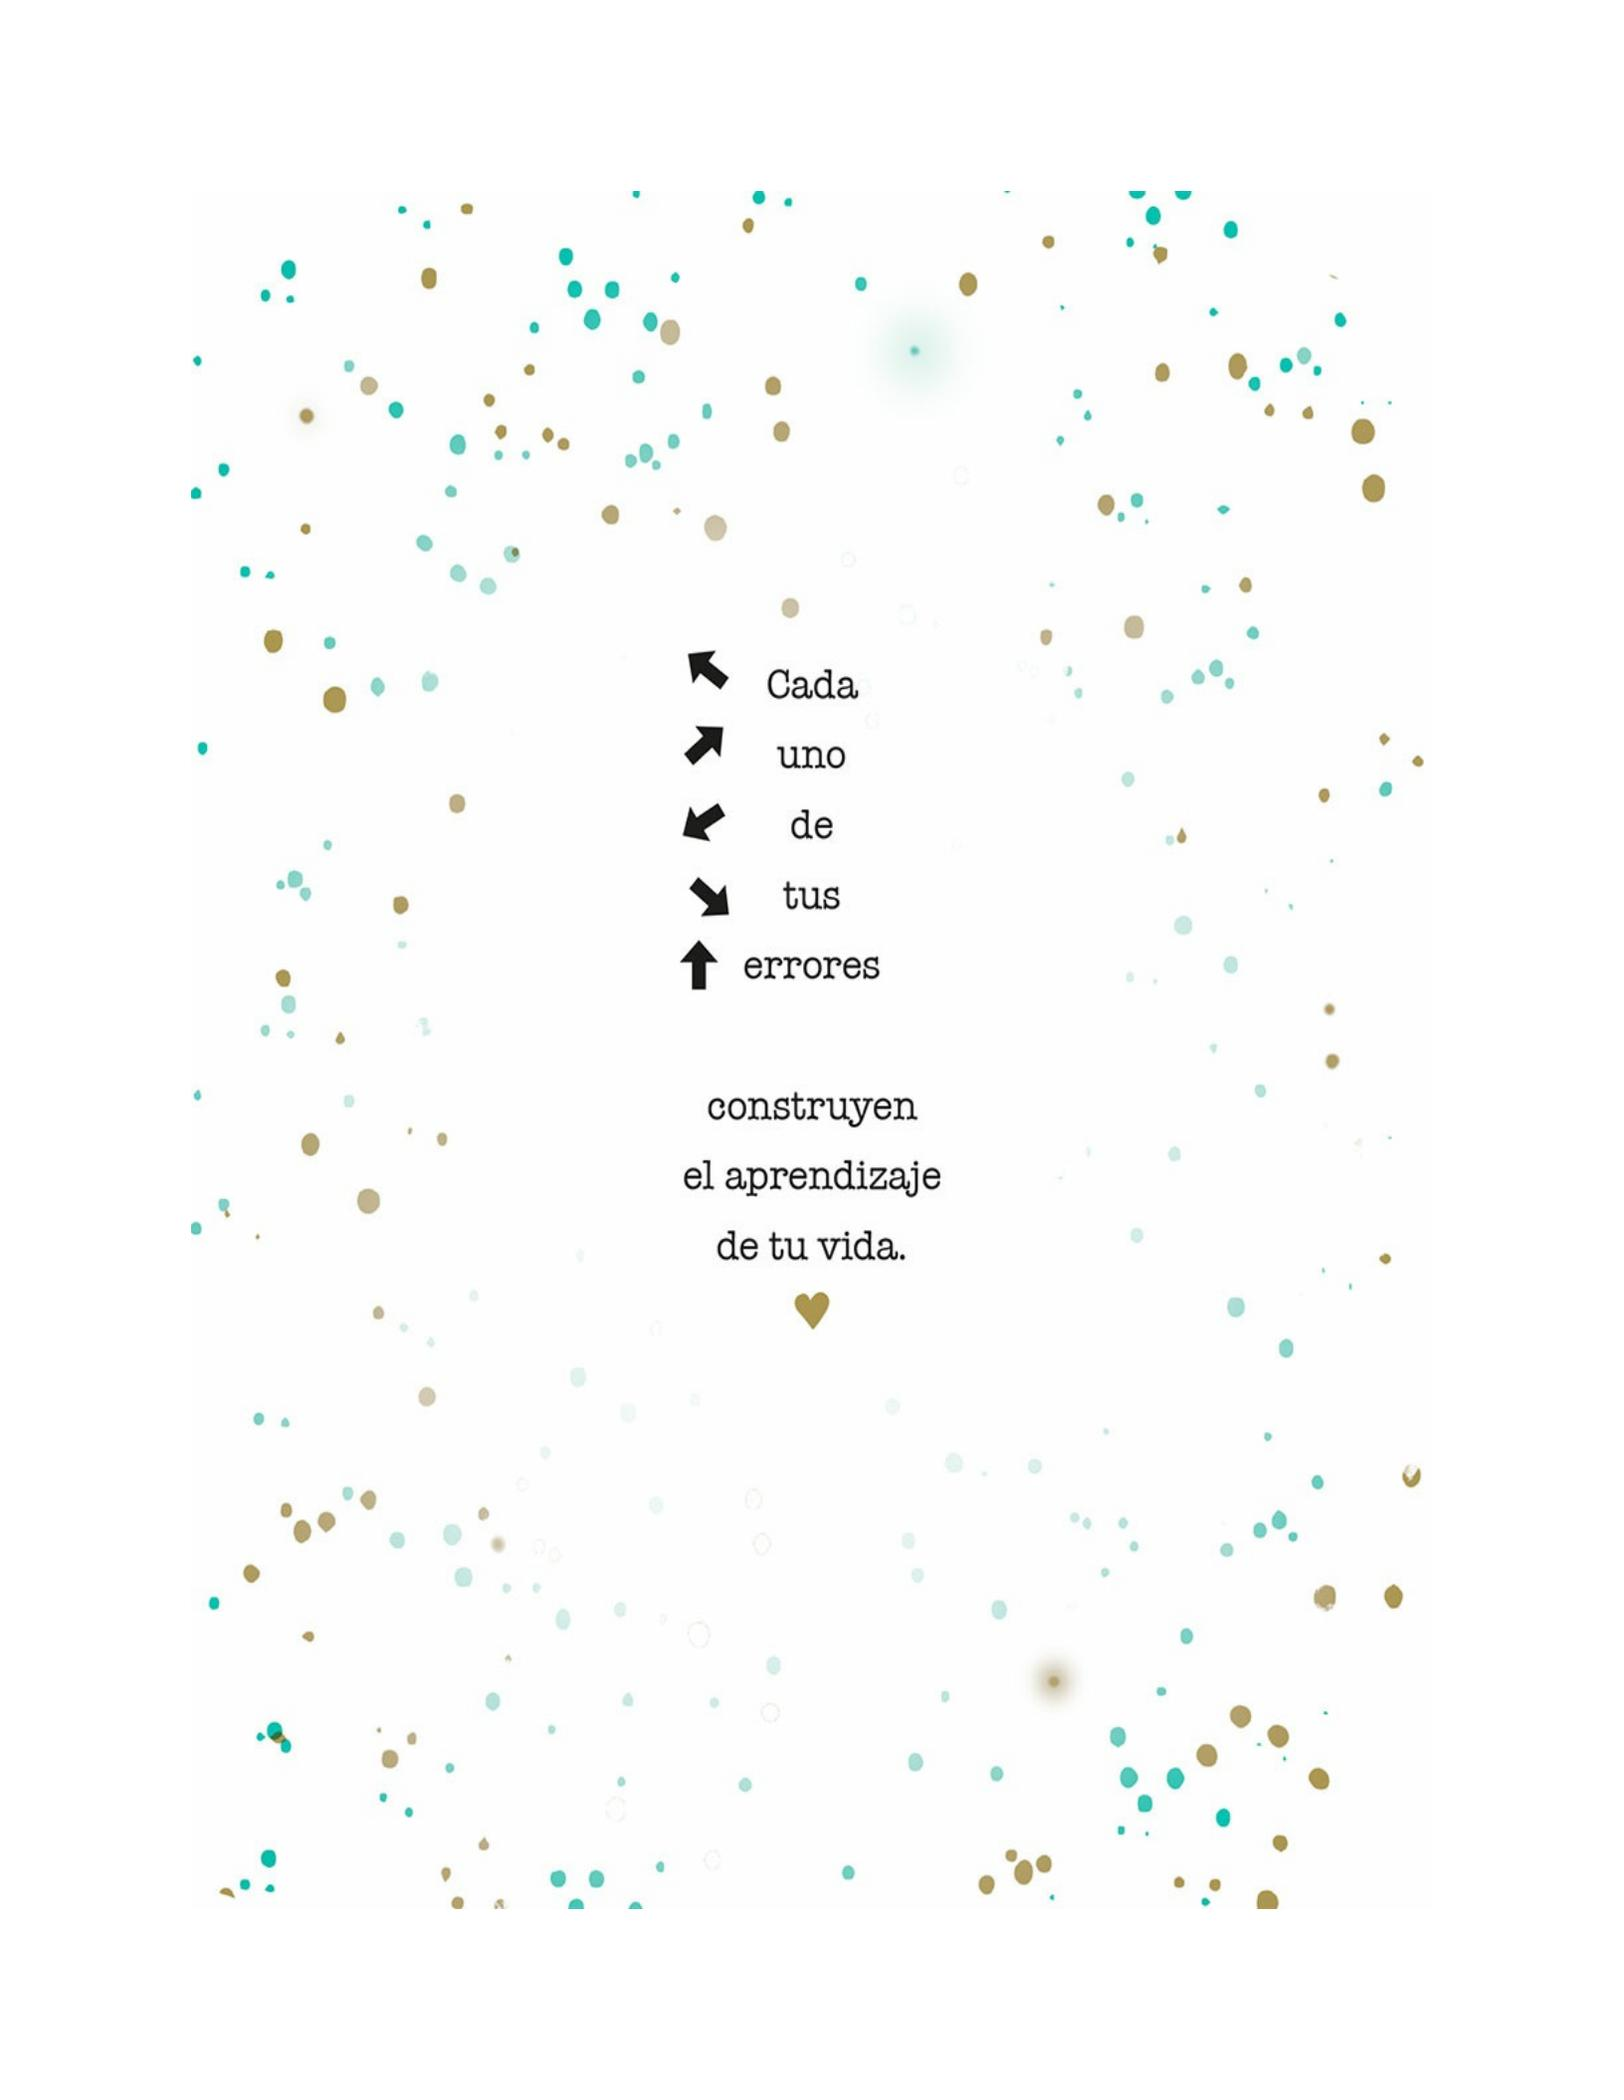 Cada
uno
de
tus
errores
construyen
el aprendizaje
de tu vida.